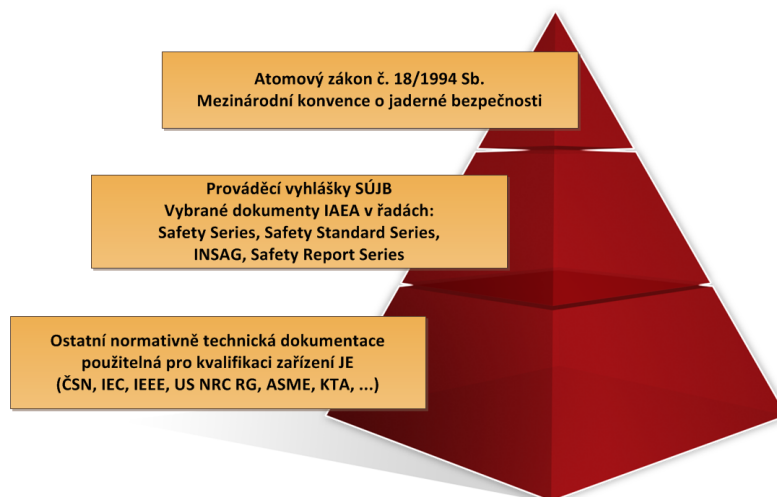 Atomový zákon č. 18/1994 Sb.
Mezinárodní konvence o jaderné bezpečnosti
Prováděcí vyhlášky SÚJB
Vybrané dokumenty IAEA v řadách:
Safety Series, Safety Standard Series,
INSAG, Safety Report Series
Ostatní normativně technická dokumentace
použitelná pro kvalifikaci zařízení JE
(ČSN, IEC, IEEE, US NRC RG, ASME, KTA, ...)